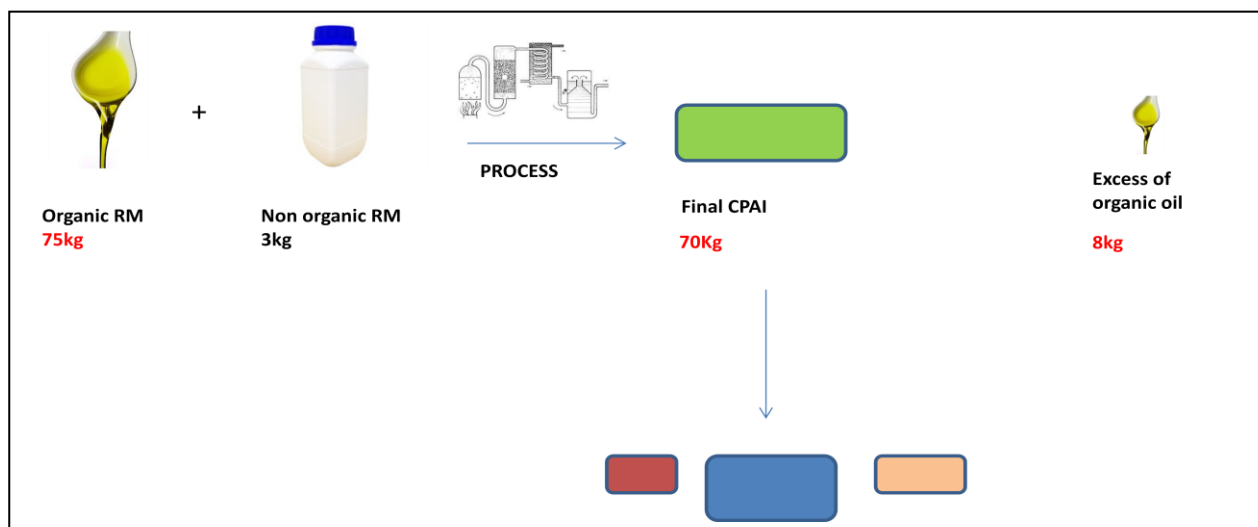 +
PROCESS
Organic RM
75kg
Non organic RM
3kg
Final CPAI
70Kg
Excess of
organic oil
8kg